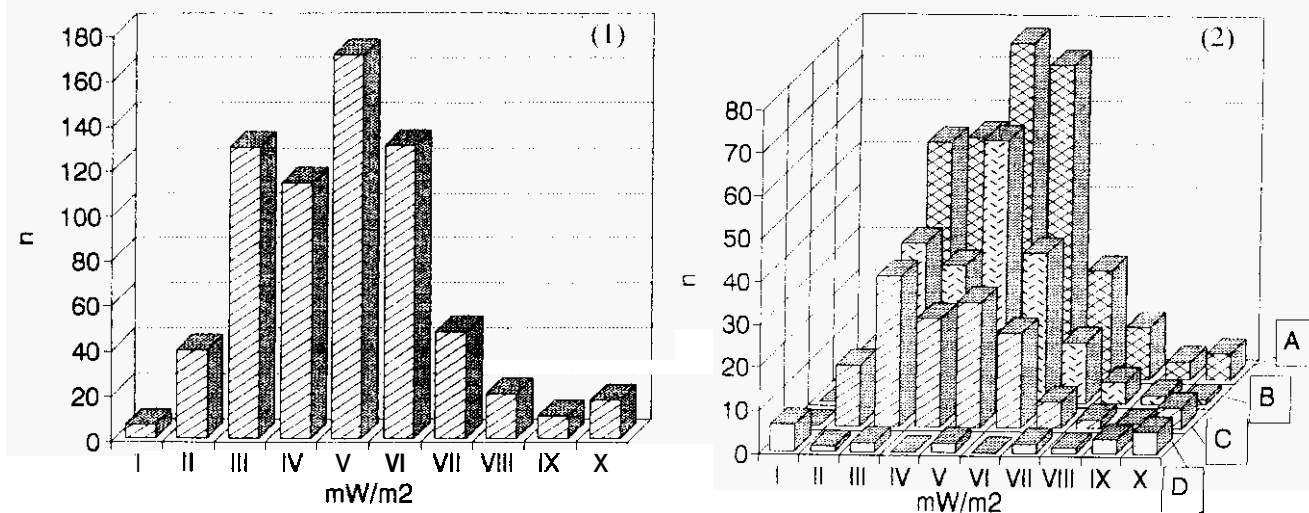 (1)
180
160
140
120
100
80
60
40
20
0
n
I II III IV V VI VII VIII IX X
mW/m2
(2)
80
70
60
50
40
30
20
10
0
n
I II III IV V VI VII VIII IX X
mW/m2
A
B
C
D